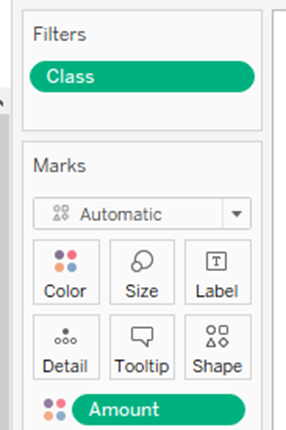 Filters
Class
Marks
Automatic
Color Size Label
Detail Tooltip Shape
Amount